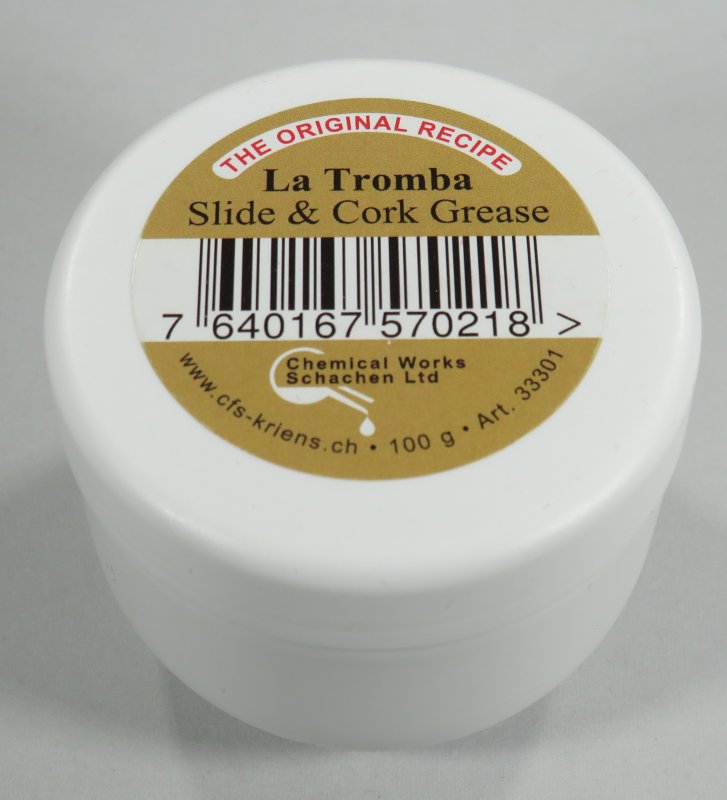 THE ORIGINAL RECIPE
La Tromba
Slide & Cork Grease
7 640167 570218 >
Chemical Works
Schachen Ltd
www.cfs-kriens.ch • 100 g • Art. 33301